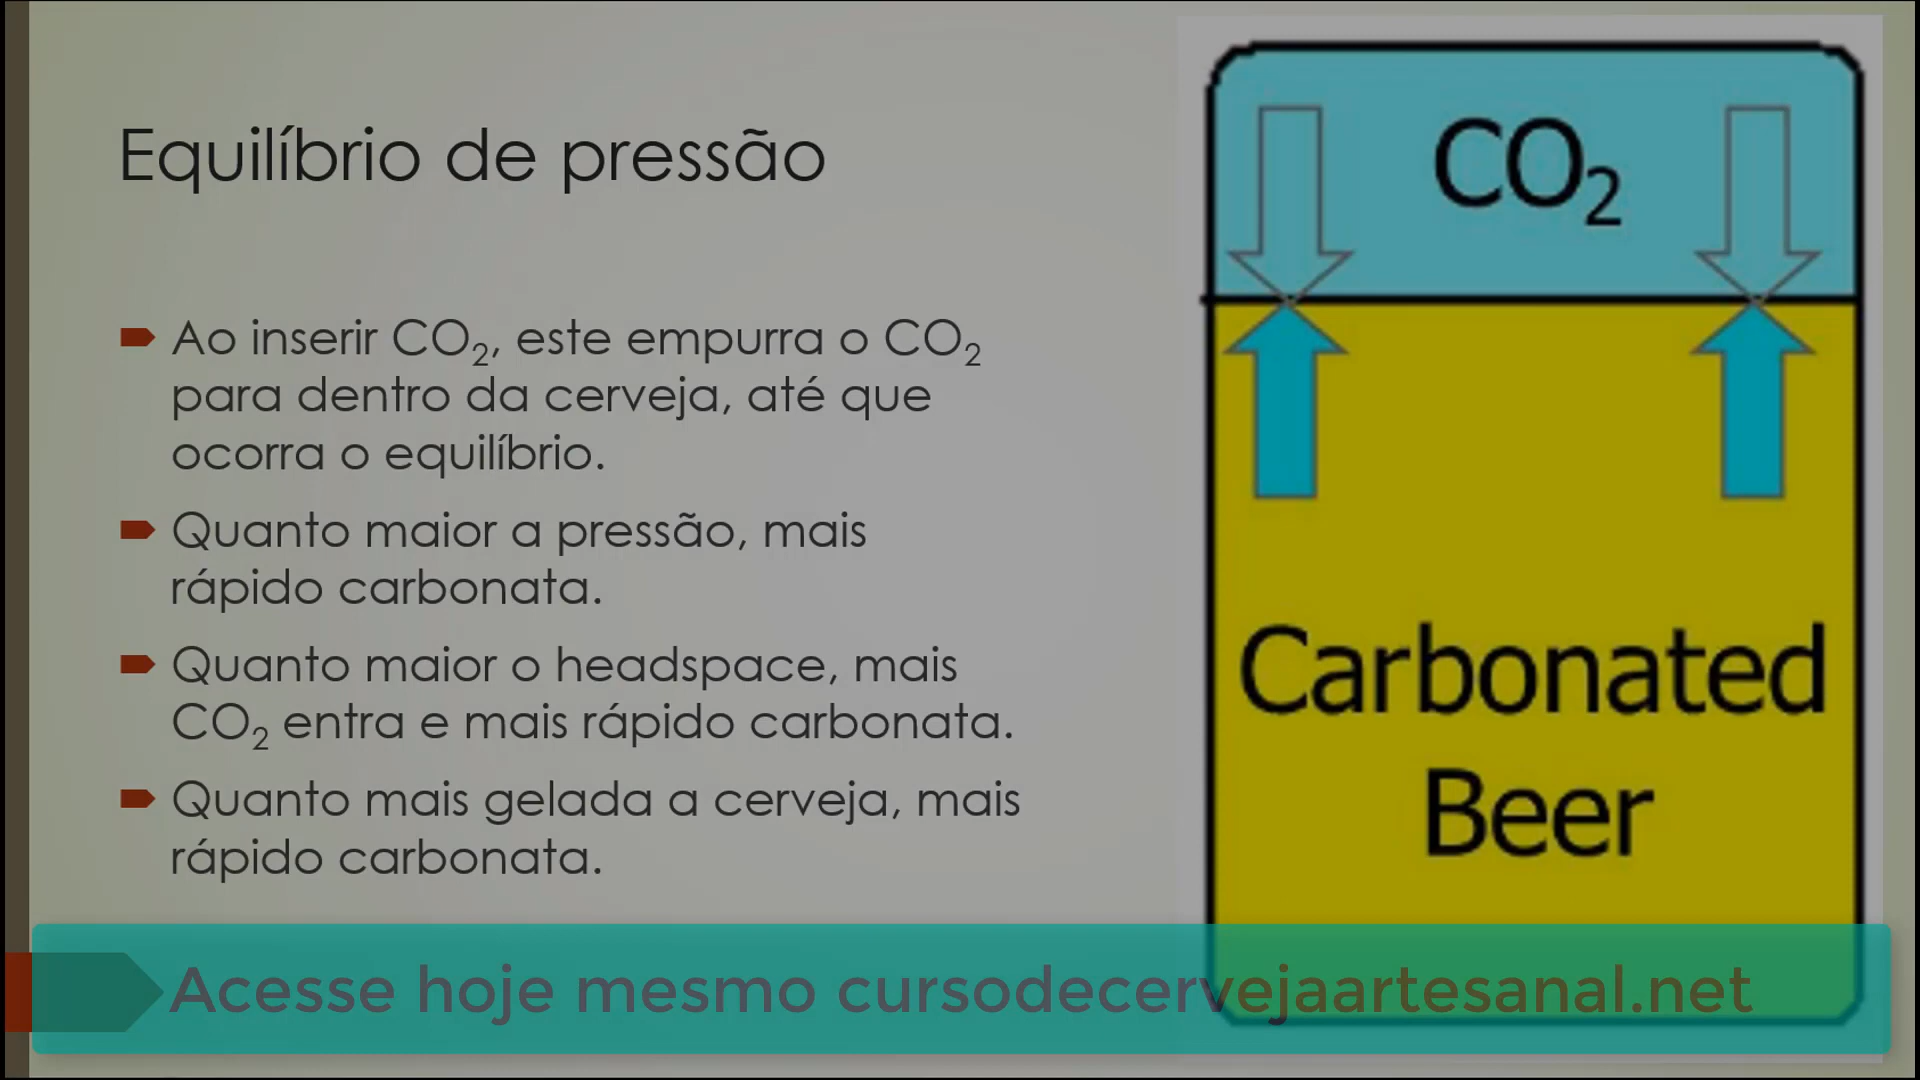 Equilíbrio de pressão
Ao inserir CO₂, este empurra o CO₂
para dentro da cerveja, até que
ocorra o equilíbrio.
Quanto maior a pressão, mais
rápido carbonata.
Quanto maior o headspace, mais
CO₂ entra e mais rápido carbonata.
Quanto mais gelada a cerveja, mais
rápido carbonata.
CO₂
Carbonated
Beer
Acesse hoje mesmo cursodecervejaartesanal.net